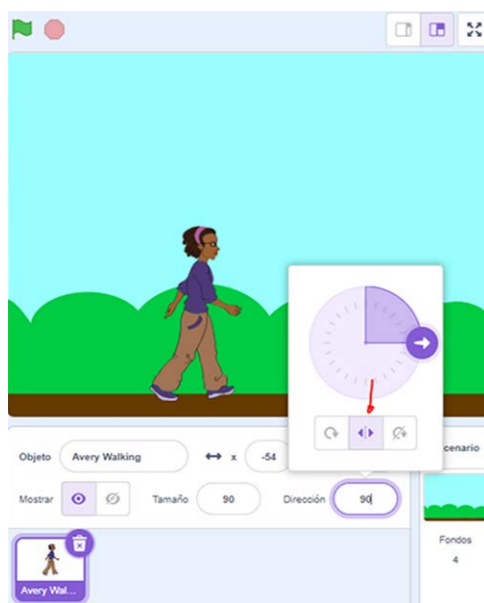 Objeto Avery Walking x -54 cenario
Mostrar Tamaño 90 Dirección 90
Fondos
4
Avery Wal...